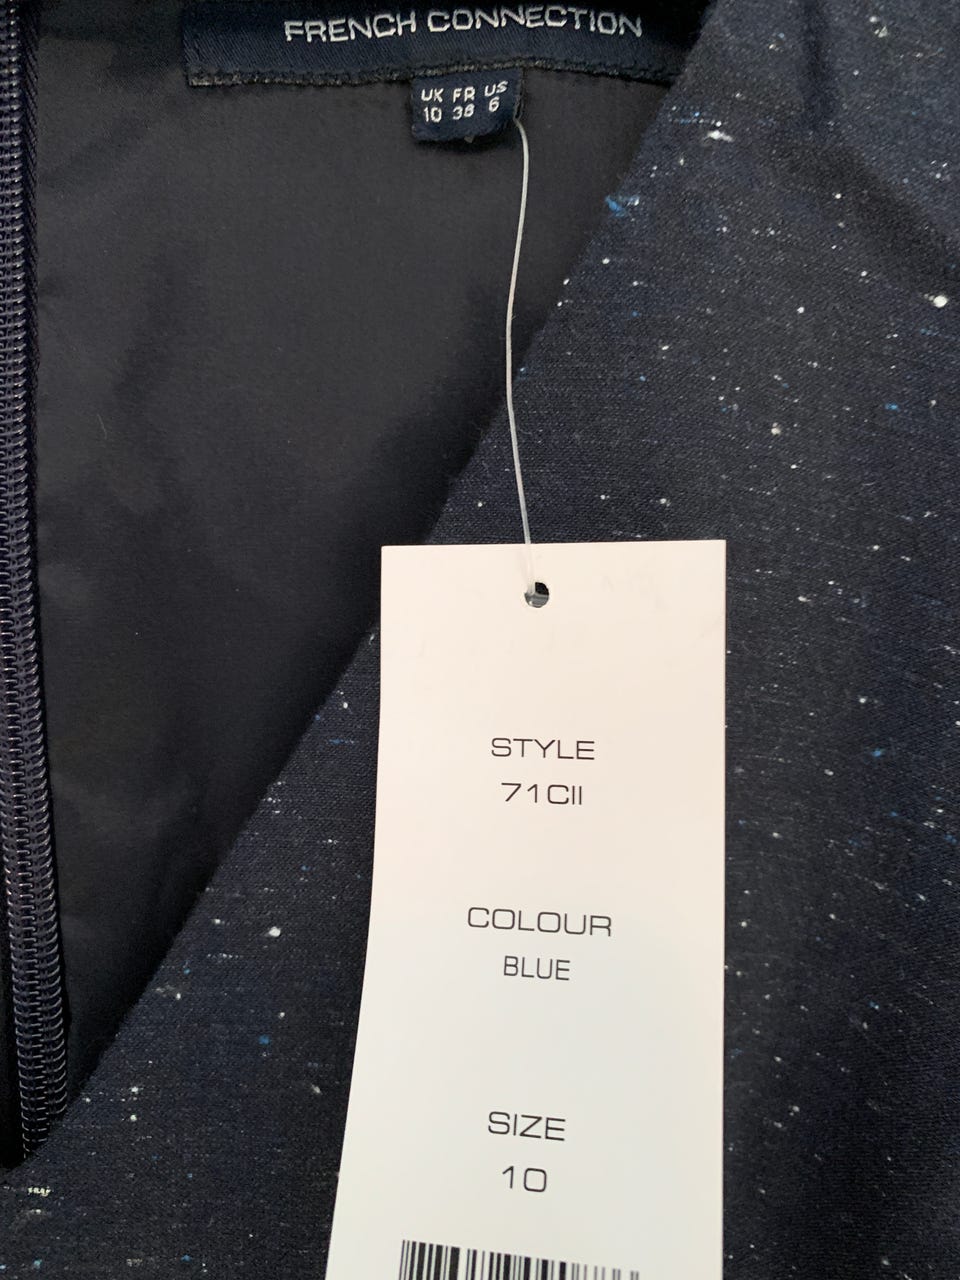 FRENCH CONNECTION
UK FR US
10 38 6
STYLE
71CII
COLOUR
BLUE
SIZE
10